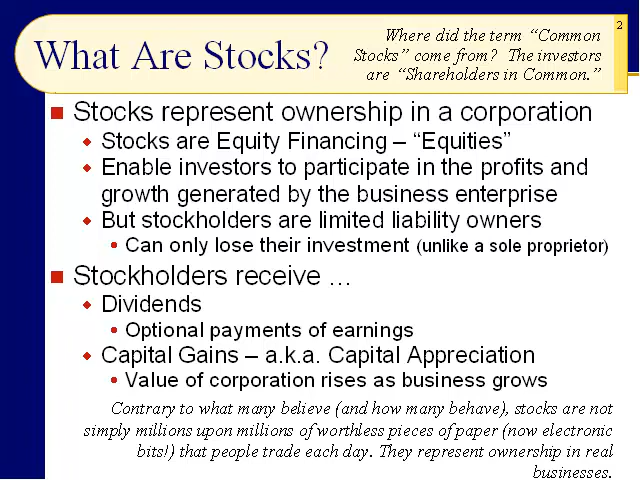 2
Where did the term “Common
Stocks” come from?  The investors
are “Shareholders in Common.”
What Are Stocks?
Stocks represent ownership in a corporation
Stocks are Equity Financing – “Equities”
Enable investors to participate in the profits and
growth generated by the business enterprise
But stockholders are limited liability owners
Can only lose their investment (unlike a sole proprietor)
Stockholders receive …
Dividends
Optional payments of earnings
Capital Gains – a.k.a. Capital Appreciation
Value of corporation rises as business grows
Contrary to what many believe (and how many behave), stocks are not
simply millions upon millions of worthless pieces of paper (now electronic
bits!) that people trade each day. They represent ownership in real
businesses.